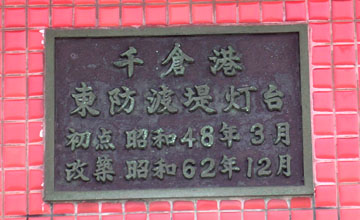 千倉港
東防波堤灯台
初点 昭和48年3月
改築 昭和62年12月